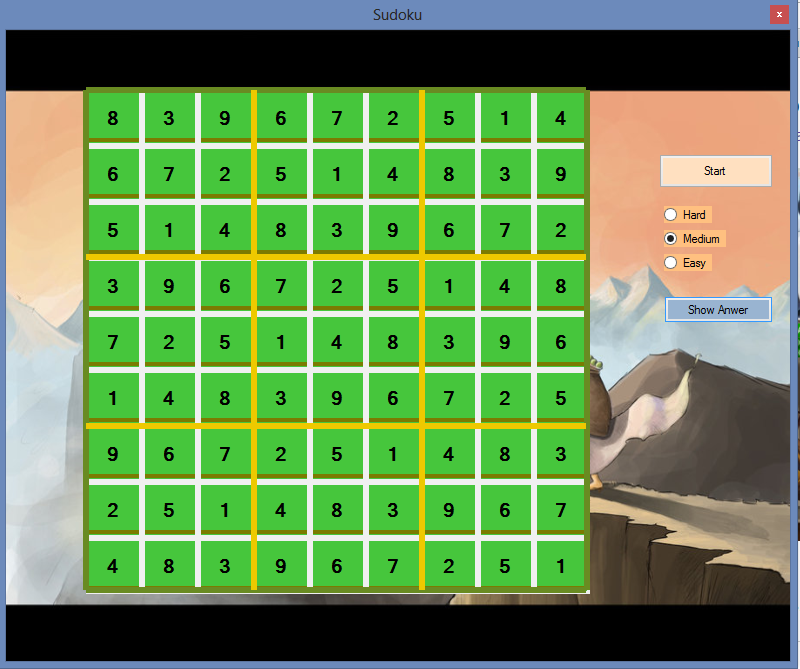 Sudoku
x
8 3 9 6 7 2 5 1 4
6 7 2 5 1 4 8 3 9
5 1 4 8 3 9 6 7 2
3 9 6 7 2 5 1 4 8
7 2 5 1 4 8 3 9 6
1 4 8 3 9 6 7 2 5
9 6 7 2 5 1 4 8 3
2 5 1 4 8 3 9 6 7
4 8 3 9 6 7 2 5 1
Start
Hard
Medium
Easy
Show Anwer